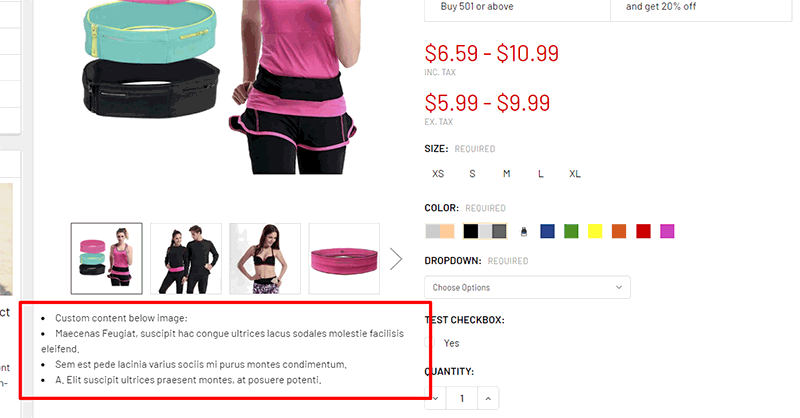 Buy 501 or above
and get 20% off
$6.59 - $10.99
INC. TAX
$5.99 - $9.99
EX. TAX
SIZE: REQUIRED
XS S M L XL
COLOR: REQUIRED
DROPDOWN: REQUIRED
Choose Options
TEST CHECKBOX:
Yes
QUANTITY:
1
ct
nt
n-
• Custom content below image:
• Maecenas Feugiat, suscipit hac congue ultrices lacus sodales molestie facilisis
eleifend.
• Sem est pede lacinia varius sociis mi purus montes condimentum.
• A. Elit suscipit ultrices praesent montes, at posuere potenti.